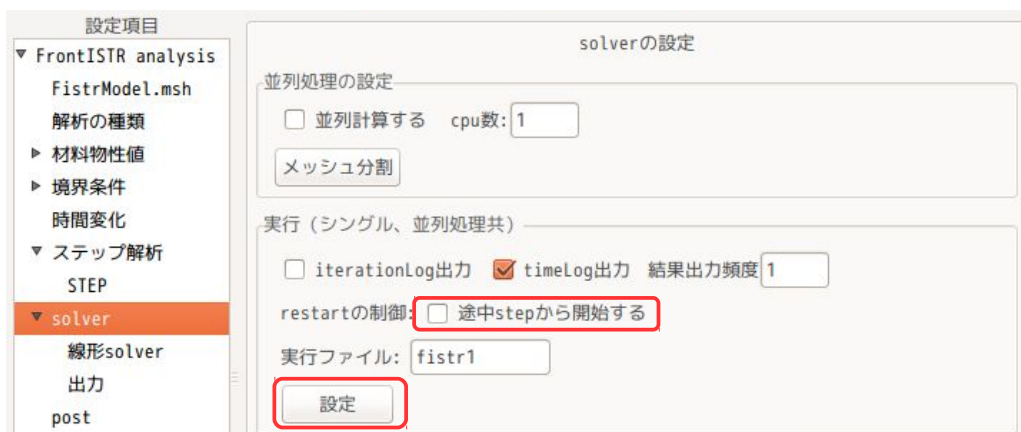 設定項目
▼ FrontISTR analysis
FistrModel.msh
解析の種類
▶ 材料物性値
▶ 境界条件
時間変化
▼ ステップ解析
STEP
▼ solver
線形solver
出力
post
solverの設定
並列処理の設定
並列計算する cpu数: 1
メッシュ分割
実行（シングル、並列処理共）
iterationLog出力 timeLog出力 結果出力頻度 1
restartの制御: 途中stepから開始する
実行ファイル: fistr1
設定